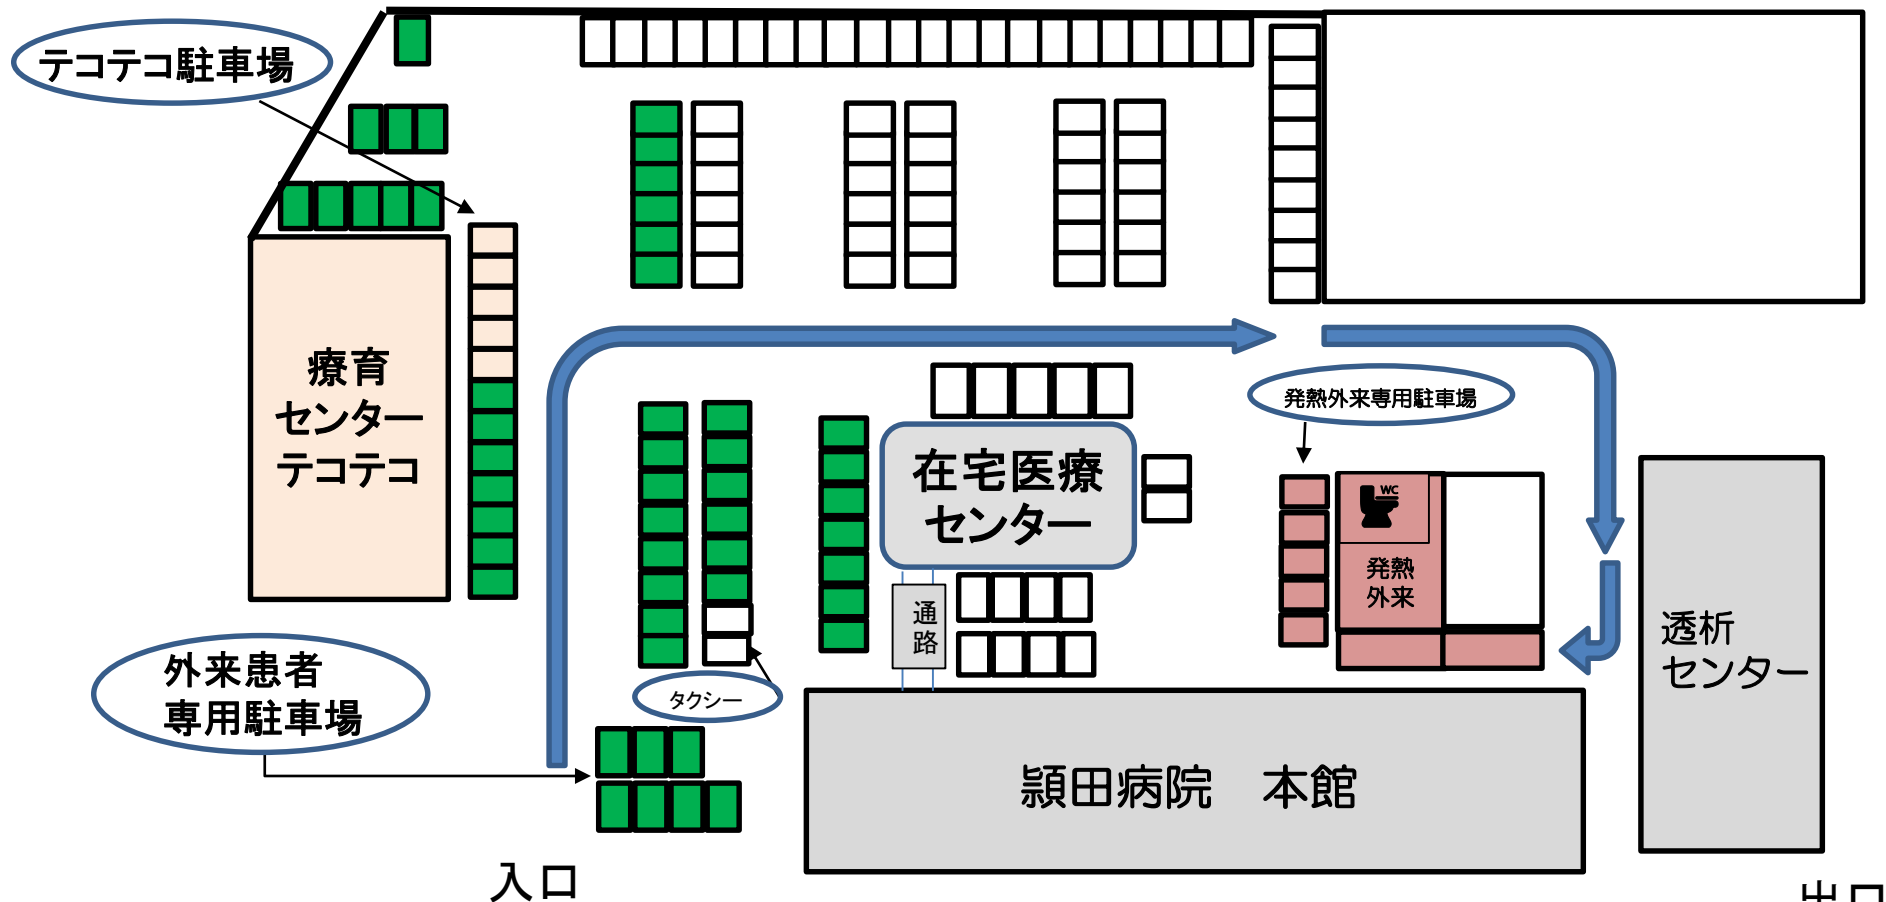 テコテコ駐車場
発熱外来専用駐車場
療育
センター
テコテコ
在宅医療
センター
WC
発熱
外来
通
路
透析
センター
外来患者
専用駐車場
タクシー
頴田病院　本館
入口
出口